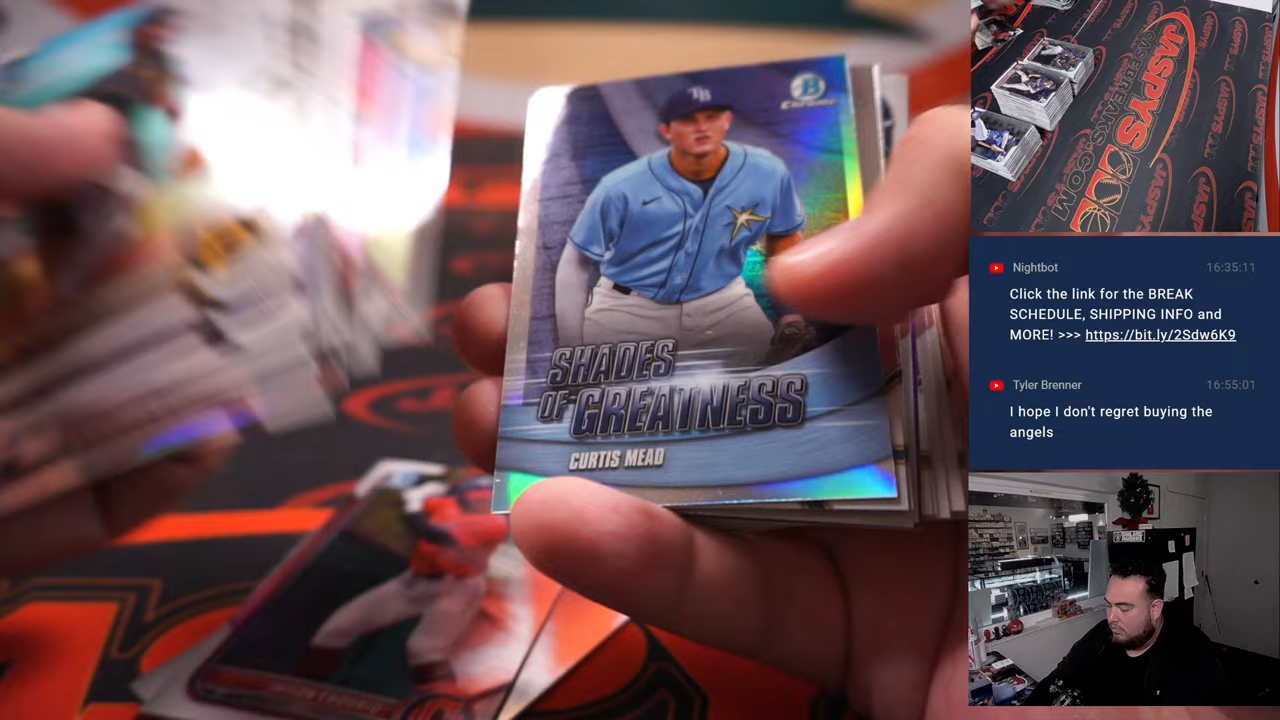 TB
B
Chrome
SHADES
OF GREATNESS
CURTIS MEAD
JASPYS
CASEBREAKS.COM
Nightbot
16:35:11
Click the link for the BREAK
SCHEDULE, SHIPPING INFO and
MORE! >>> https://bit.ly/2Sdw6K9
Tyler Brenner
16:55:01
I hope I don't regret buying the
angels